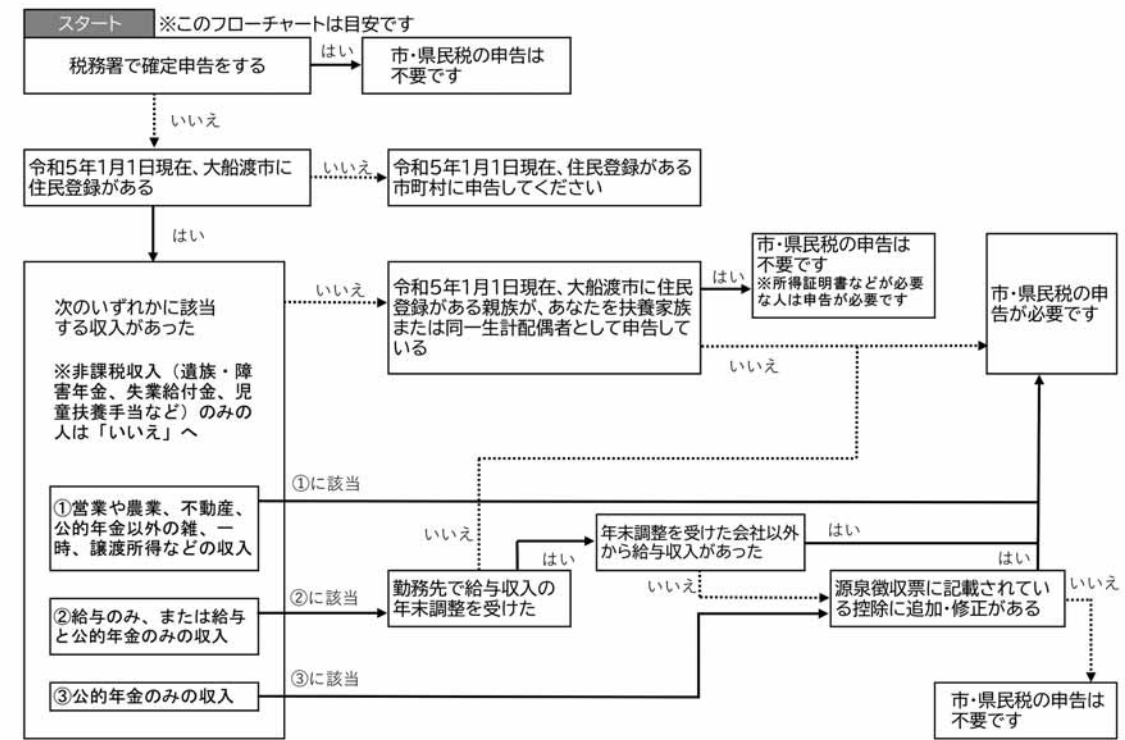 スタート ※このフローチャートは目安です
税務署で確定申告をする
はい
市・県民税の申告は
不要です
いいえ
令和5年1月1日現在、大船渡市に
住民登録がある
いいえ
令和5年1月1日現在、住民登録がある
市町村に申告してください
はい
次のいずれかに該当
する収入があった
※非課税収入（遺族・障
害年金、失業給付金、児
童扶養手当など）のみの
人は「いいえ」へ
いいえ
令和5年1月1日現在、大船渡市に住民
登録がある親族が、あなたを扶養家族
または同一生計配偶者として申告して
いる
はい
市・県民税の申告は
不要です
※所得証明書などが必要
な人は申告が必要です
いいえ
市・県民税の申
告が必要です
①営業や農業、不動産、
公的年金以外の雑、一
時、譲渡所得などの収入
①に該当
②給与のみ、または給与
と公的年金のみの収入
②に該当
勤務先で給与収入の
年末調整を受けた
いいえ
はい
年末調整を受けた会社以外
から給与収入があった
はい
いいえ
③公的年金のみの収入
③に該当
源泉徴収票に記載されてい
る控除に追加・修正がある
はい
いいえ
市・県民税の申告は
不要です